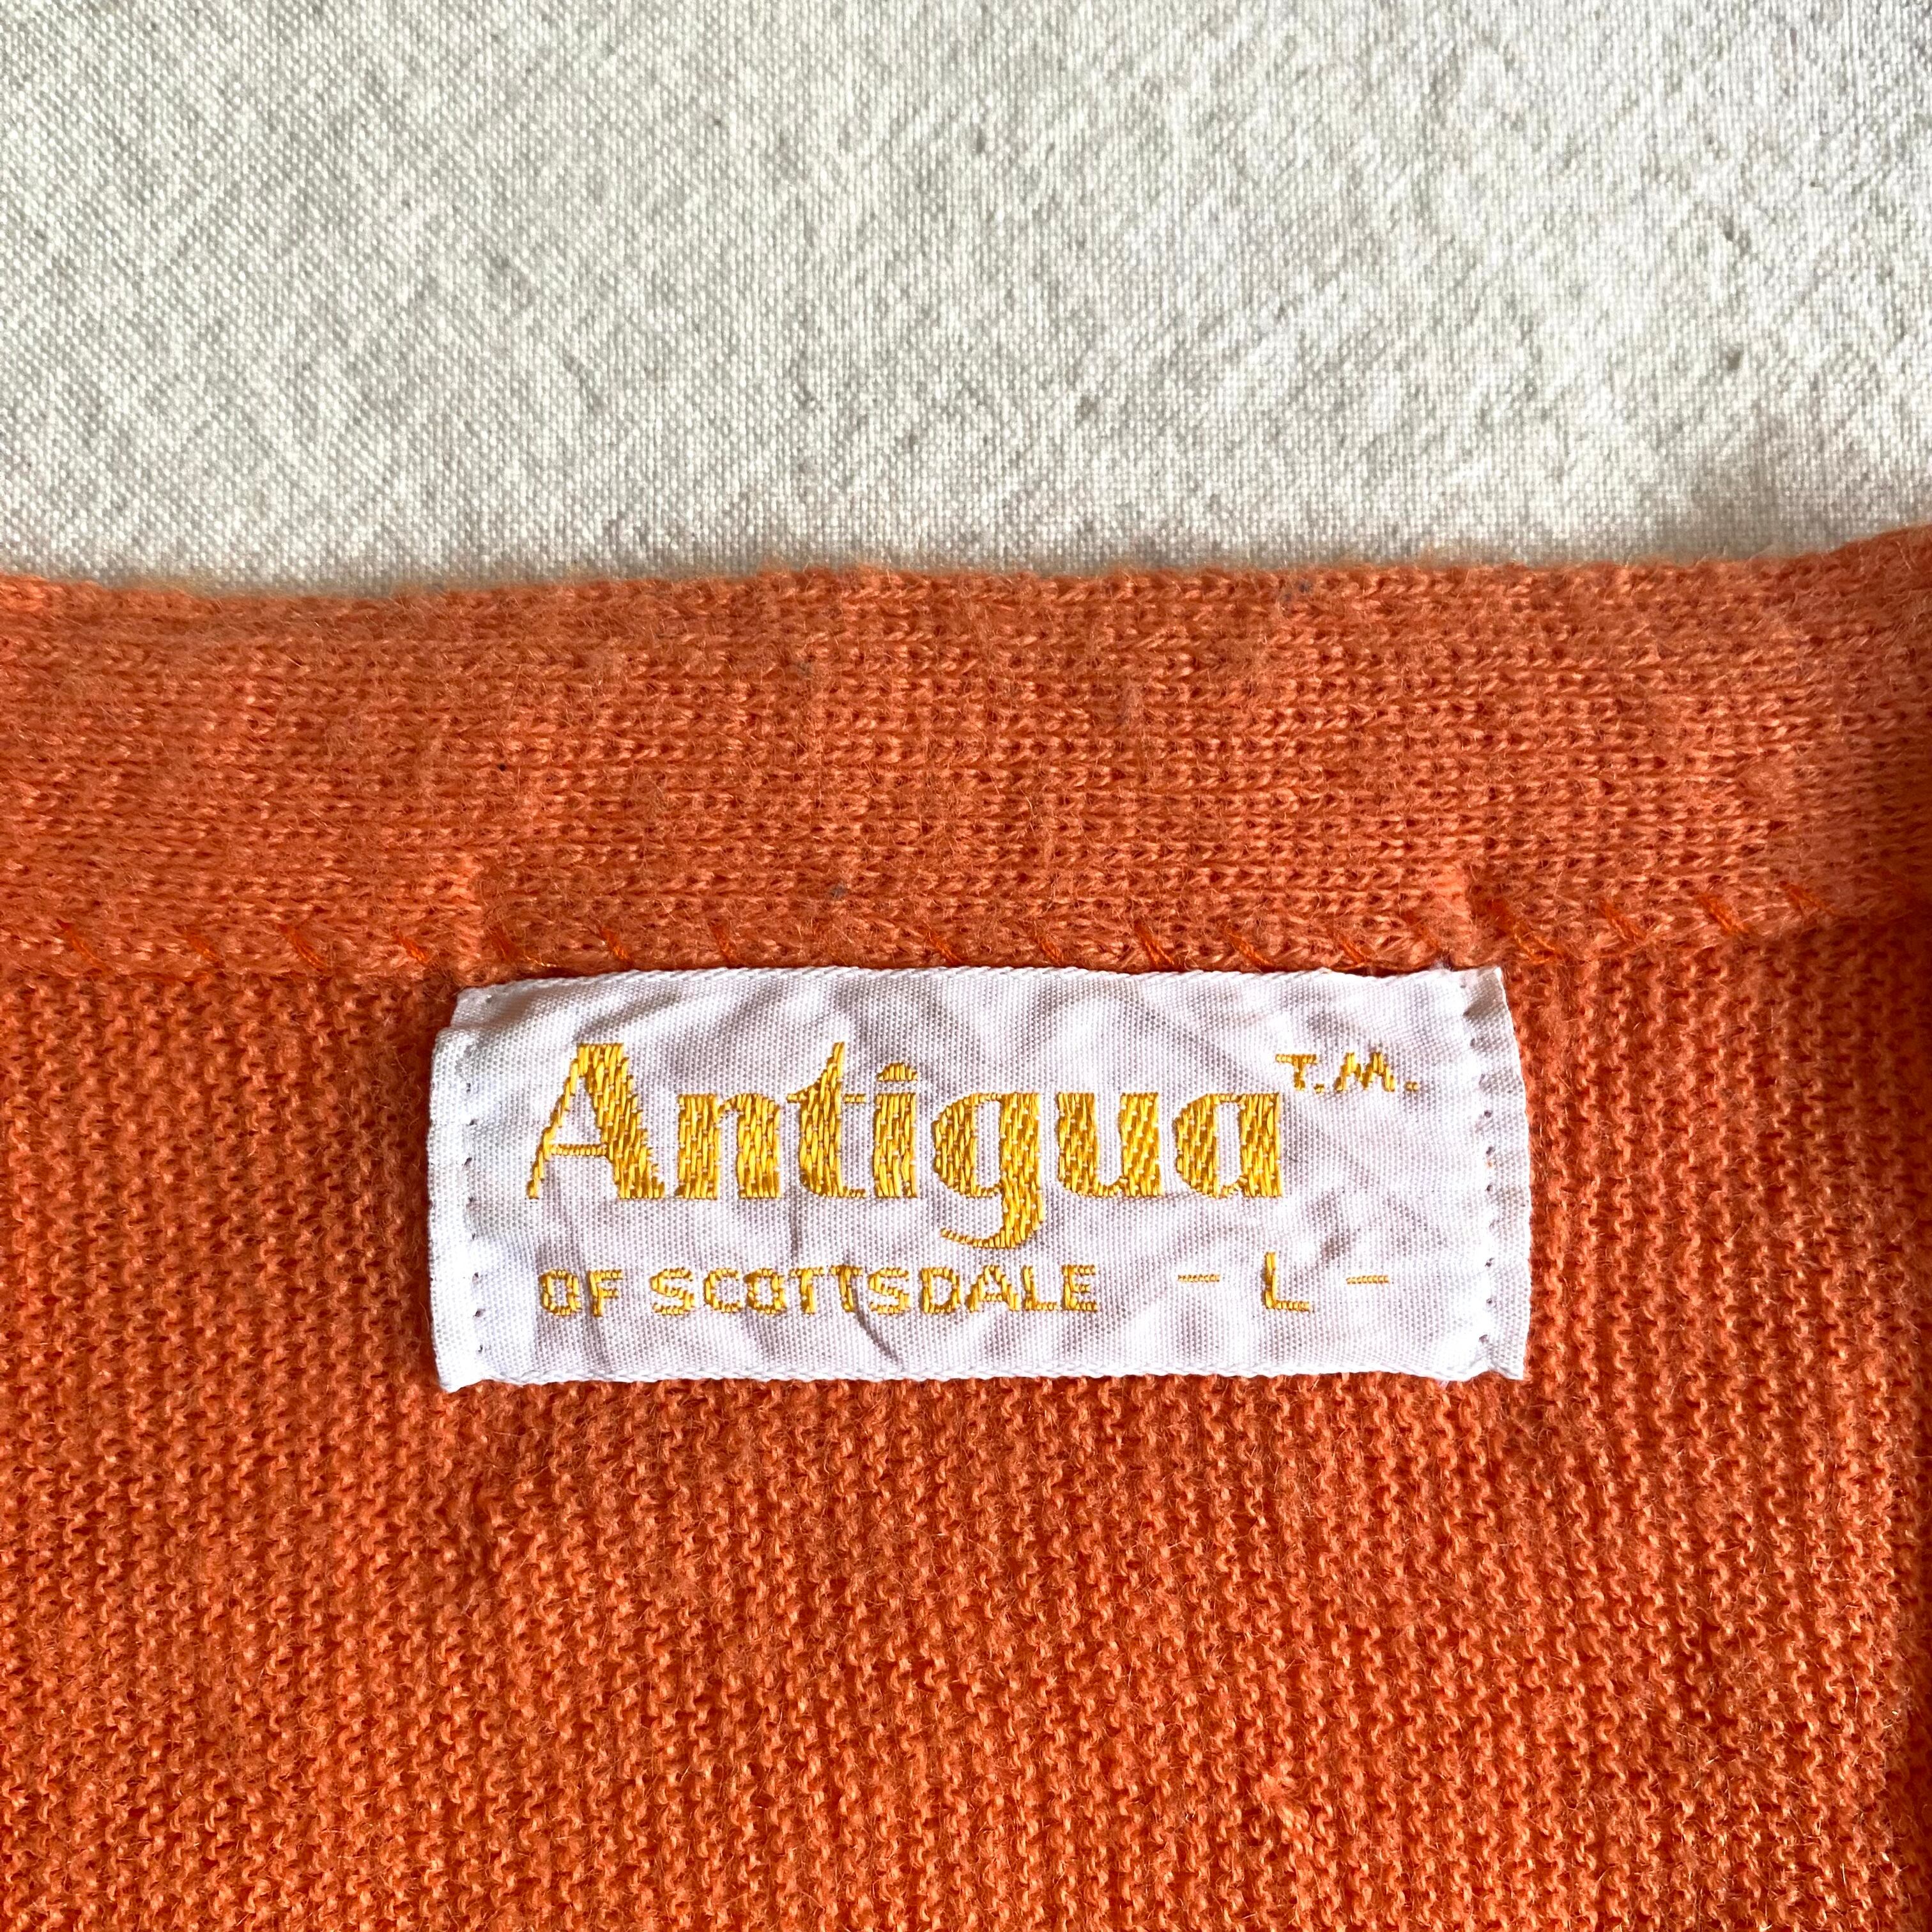 Antigua T.M.
OF SCOTTSDALE - L -